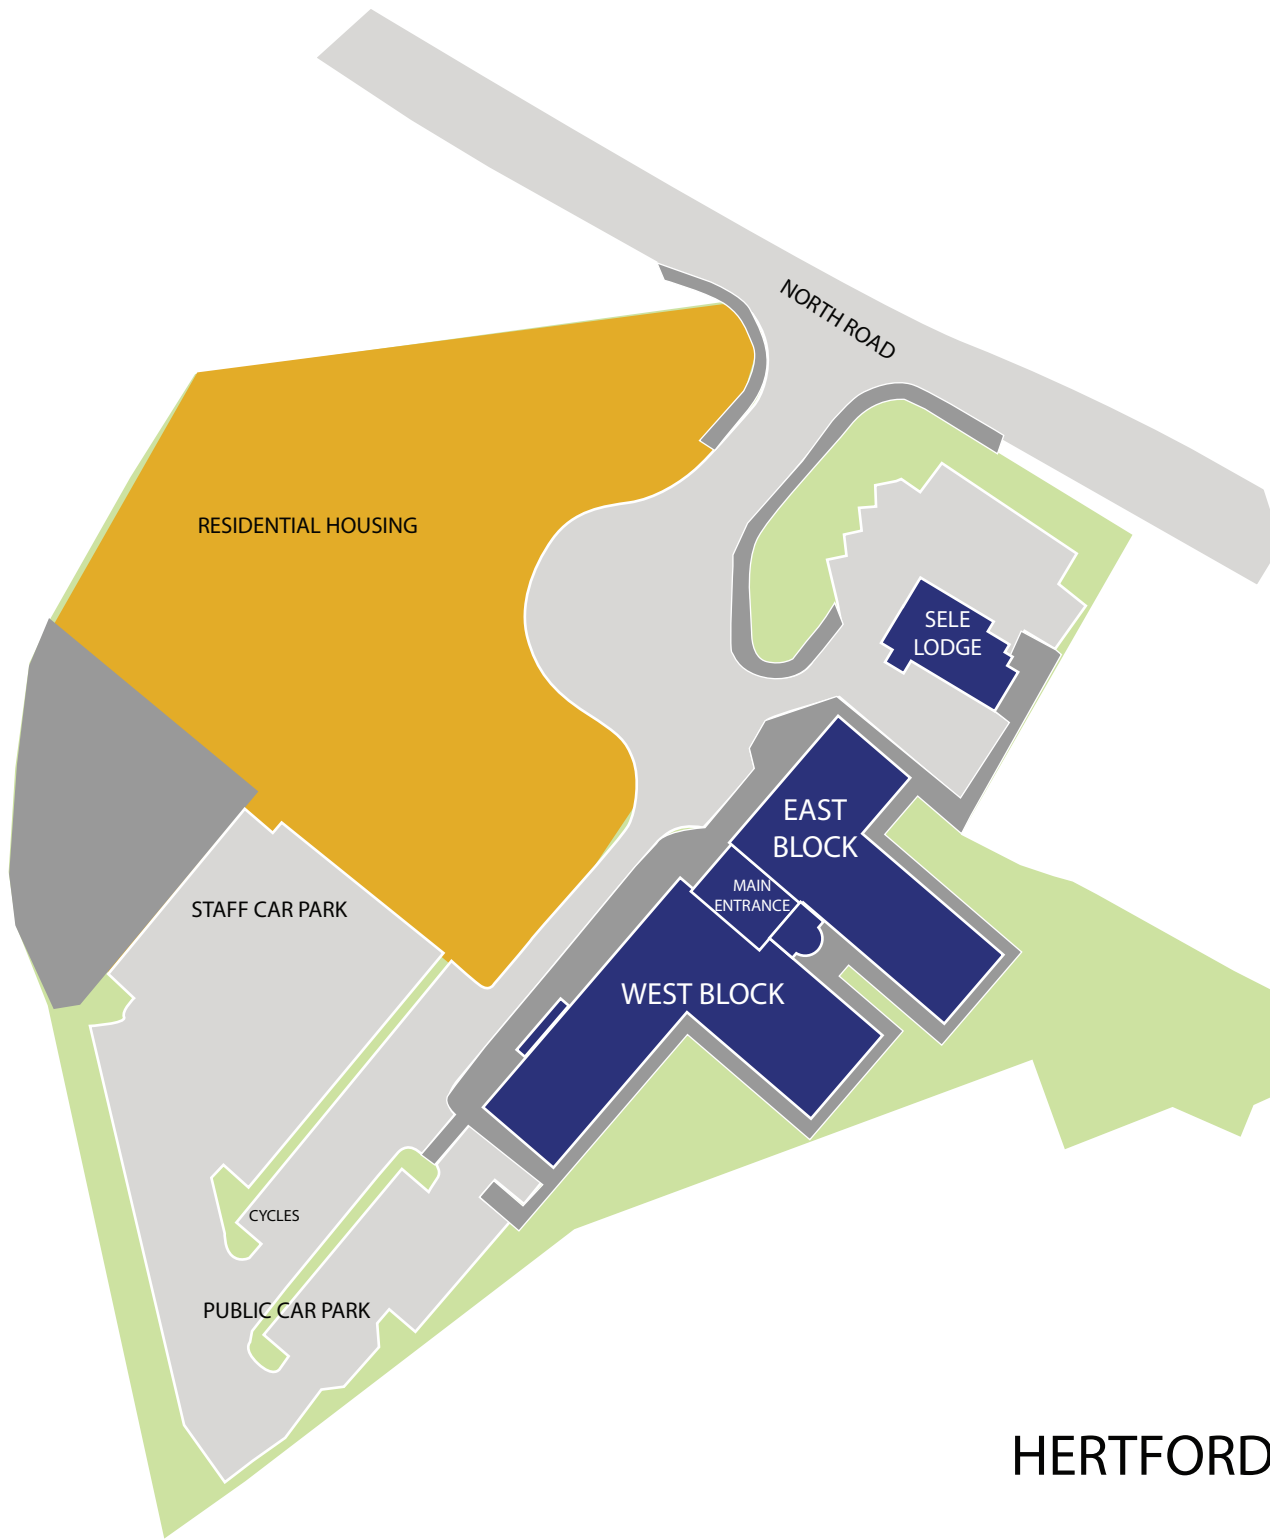 NORTH ROAD
RESIDENTIAL HOUSING
SELE
LODGE
EAST
BLOCK
MAIN
ENTRANCE
STAFF CAR PARK
WEST BLOCK
CYCLES
PUBLIC CAR PARK
HERTFORD